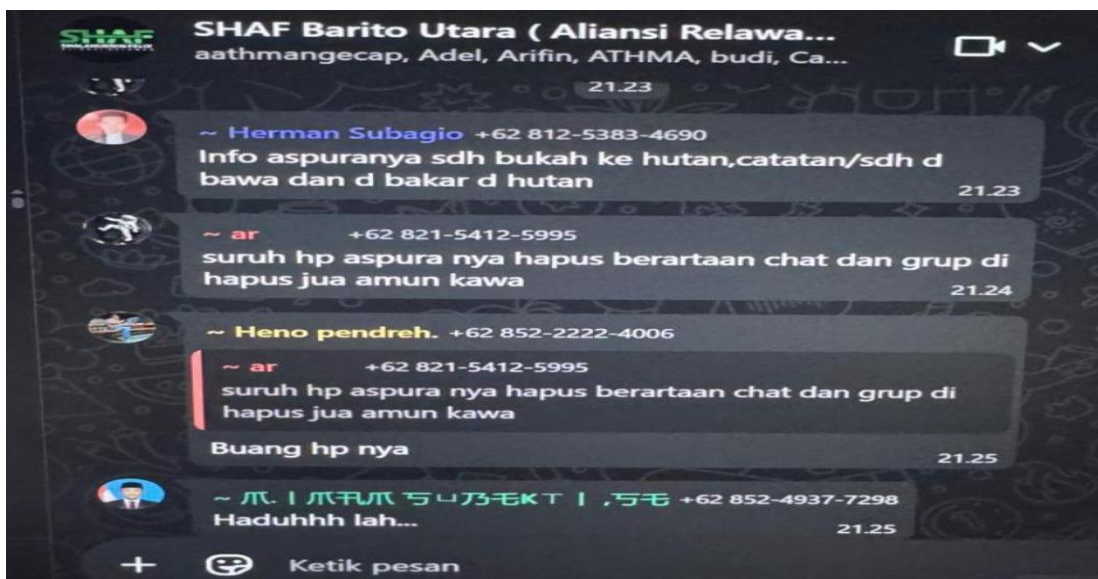 SHAF
SHAF Barito Utara ( Aliansi Relawa...
aathmangecap, Adel, Arifin, ATHMA, budi, Ca...
21.23
~ Herman Subagio +62 812-5383-4690
Info aspuranya sdh bukah ke hutan,catatan/sdh d
bawa dan d bakar d hutan
21.23
~ ar +62 821-5412-5995
suruh hp aspura nya hapus berartaan chat dan grup di
hapus jua amun kawa
21.24
~ Heno pendreh. +62 852-2222-4006
~ ar +62 821-5412-5995
suruh hp aspura nya hapus berartaan chat dan grup di
hapus jua amun kawa
Buang hp nya
21.25
+62 852-4937-7298
Haduhhh lah...
21.25
Ketik pesan